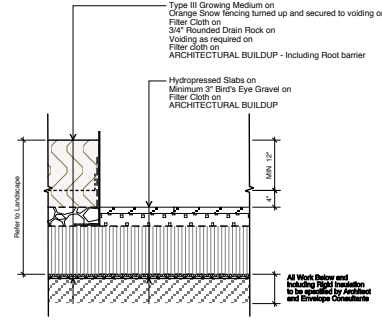 Type III Growing Medium on
Orange Snow fencing turned up and secured to voiding on
Filter Cloth on
3/4" Rounded Drain Rock on
Voiding as required on
Filter cloth on
ARCHITECTURAL BUILDUP - Including Root barrier
Hydropressed Slabs on
Minimum 3" Bird's Eye Gravel on
Filter Cloth on
ARCHITECTURAL BUILDUP
Refer to Landscape
MIN 12"
4"
All Work Below and
Including Rigid Insulation
to be specified by Architect
and Envelope Consultants